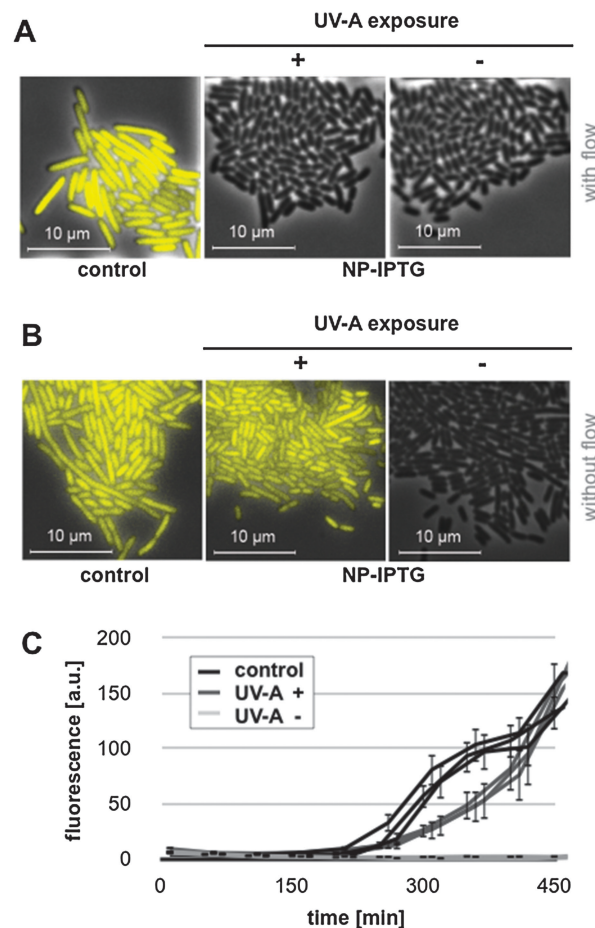 A
UV-A exposure
+ -
10 µm 10 µm 10 µm
with flow
control NP-IPTG
B
UV-A exposure
+ -
10 µm 10 µm 10 µm
without flow
control NP-IPTG
C
fluorescence [a.u.]
200
150
100
50
0
control
UV-A +
UV-A -
0 150 300 450
time [min]